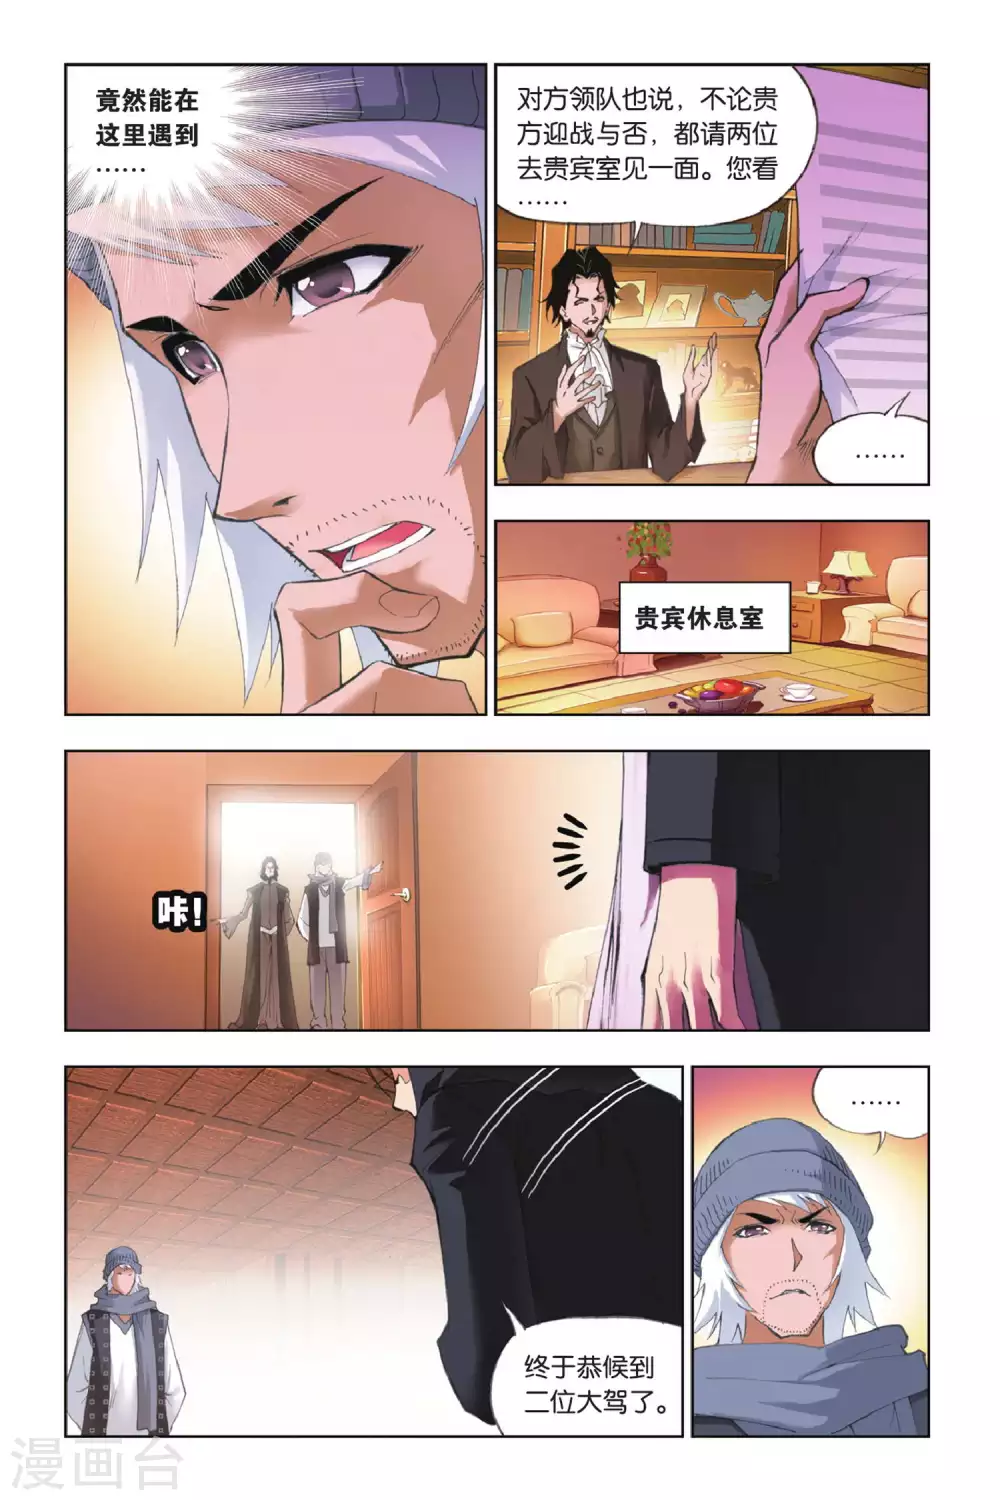 竟然能在
这里遇到
……
对方领队也说，不论贵
方迎战与否，都请两位
去贵宾室见一面。您看
……
……
贵宾休息室
咔!
终于恭候到
二位大驾了。
……
漫画台